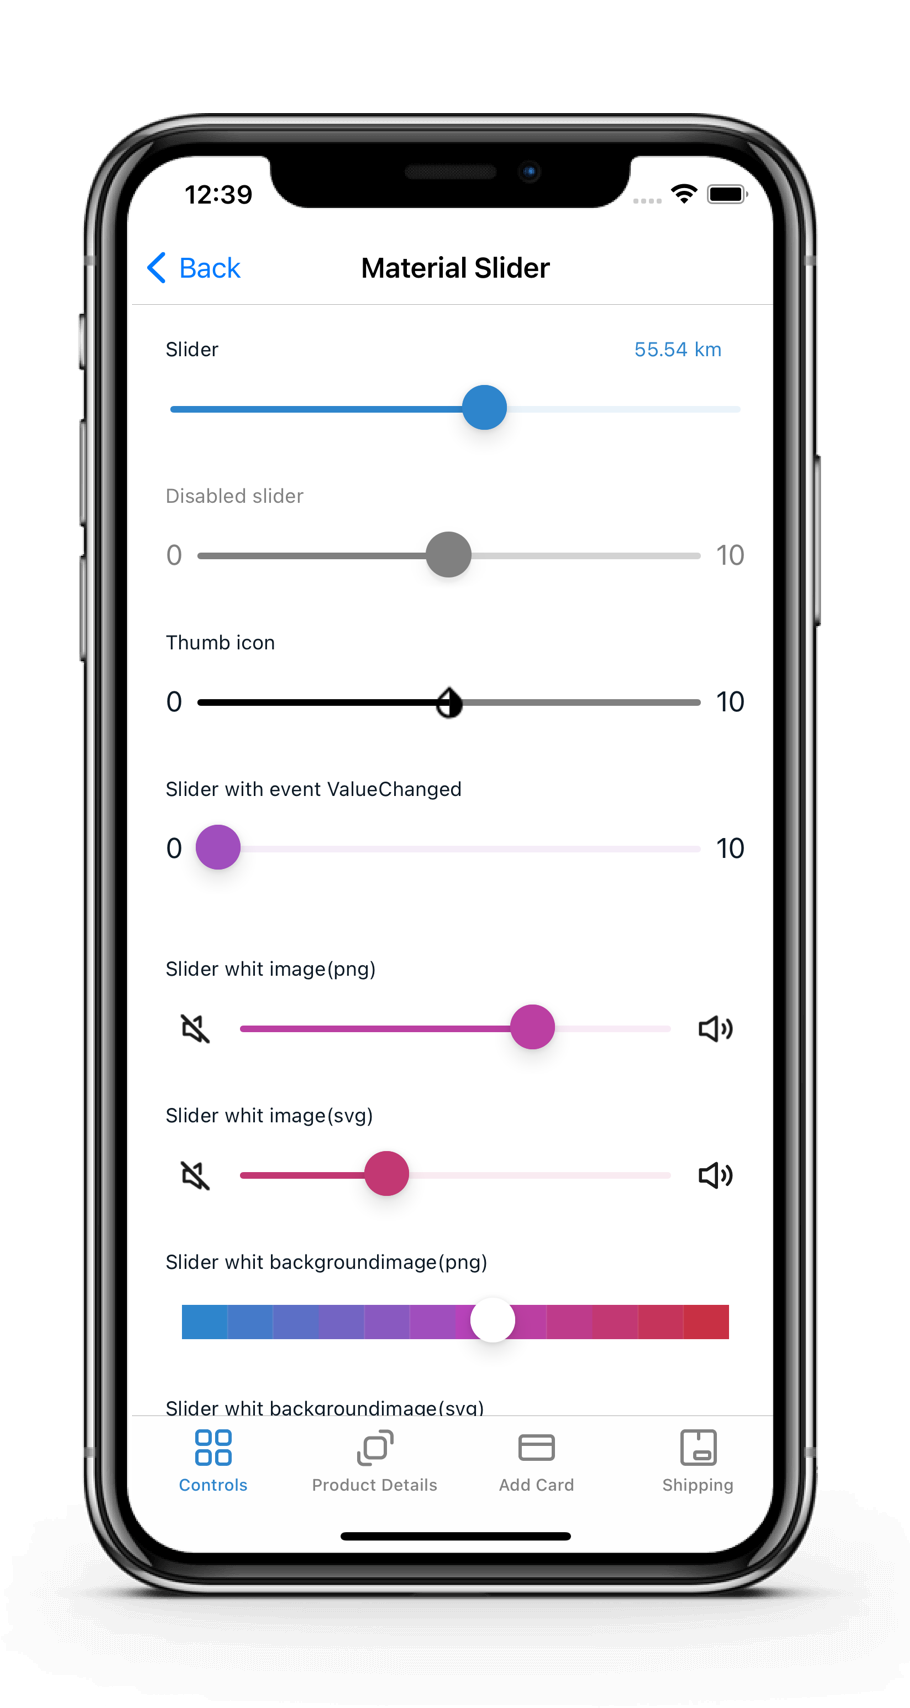 12:39
Back
Material Slider
Slider
55.54 km
Disabled slider
0
10
Thumb icon
0
10
Slider with event ValueChanged
0
10
Slider whit image(png)
Slider whit image(svg)
Slider whit backgroundimage(png)
Slider whit backgroundimage(svg)
Controls
Product Details
Add Card
Shipping